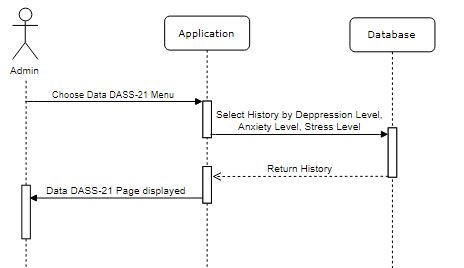 Application
Database
Admin
Choose Data DASS-21 Menu
Select History by Deppression Level,
Anxiety Level, Stress Level
Return History
Data DASS-21 Page displayed